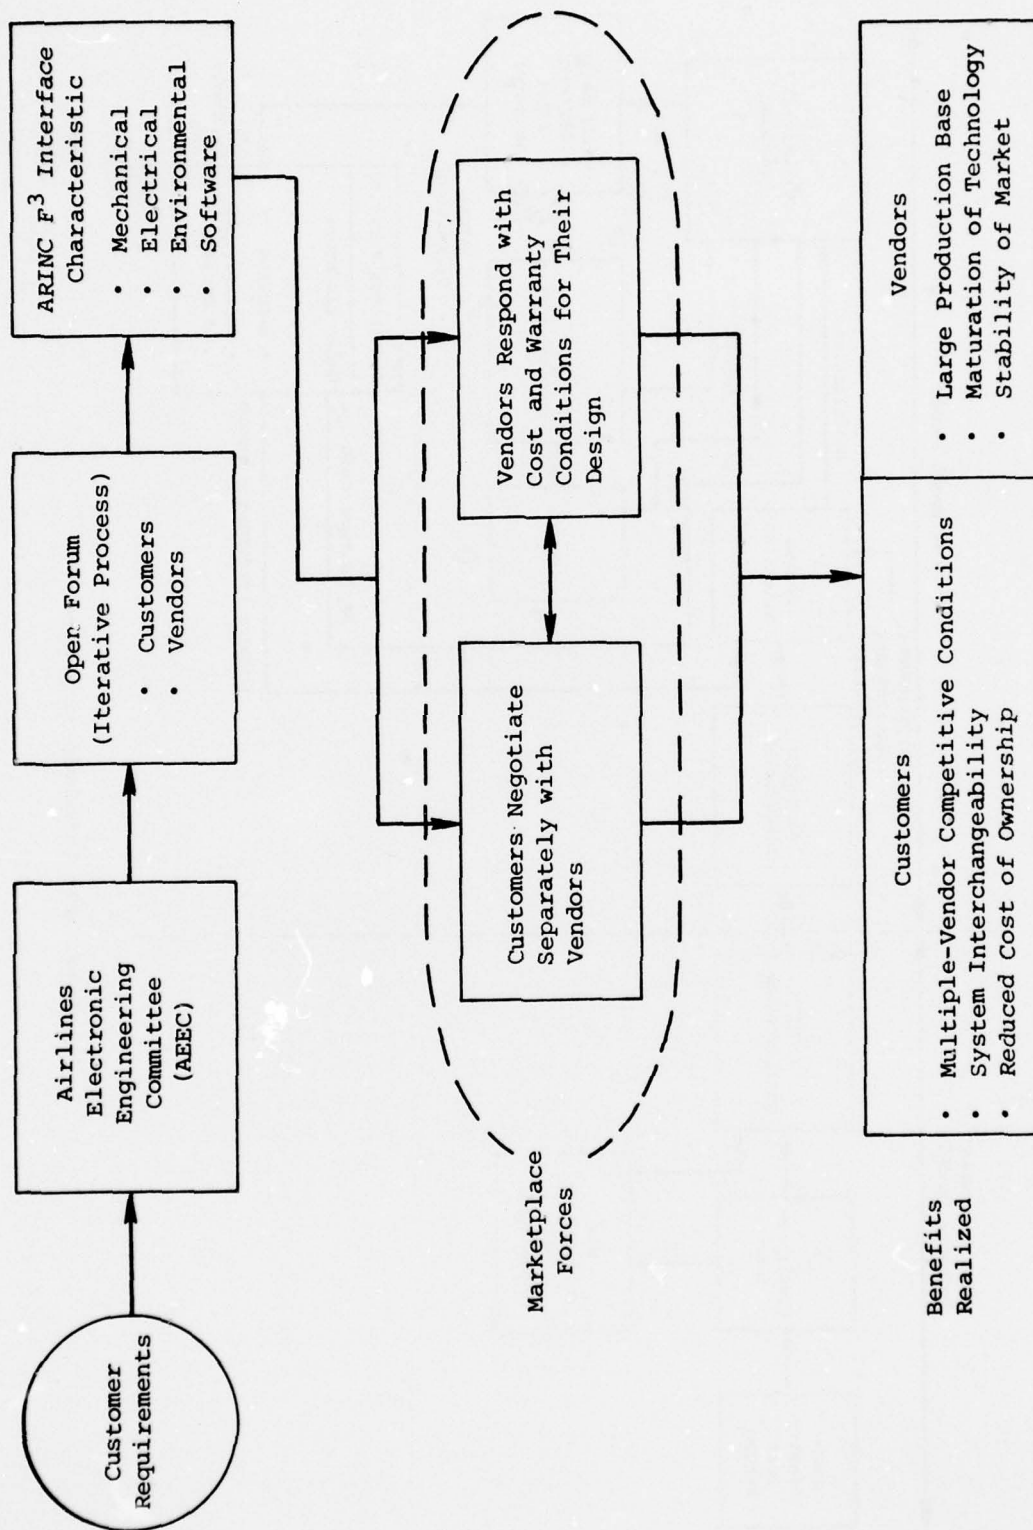 Customer
Requirements
Airlines
Electronic
Engineering
Committee
(AEEC)
Open Forum
(Iterative Process)
• Customers
• Vendors
ARINC F³ Interface
Characteristic
• Mechanical
• Electrical
• Environmental
• Software
Marketplace
Forces
Customers Negotiate
Separately with
Vendors
Vendors Respond with
Cost and Warranty
Conditions for Their
Design
Benefits
Realized
Customers
• Multiple-Vendor Competitive Conditions
• System Interchangeability
• Reduced Cost of Ownership
Vendors
• Large Production Base
• Maturation of Technology
• Stability of Market